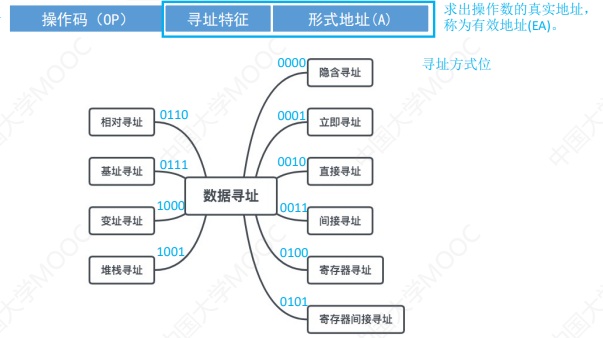 操作码(OP) 寻址特征 形式地址(A)
求出操作数的真实地址,
称为有效地址(EA)。
寻址方式位
0000 隐含寻址
0110 相对寻址
0001 立即寻址
0111 基址寻址
0010 直接寻址
数据寻址
1000 变址寻址
0011 间接寻址
1001 堆栈寻址
0100 寄存器寻址
0101 寄存器间接寻址
中国大学MOOC